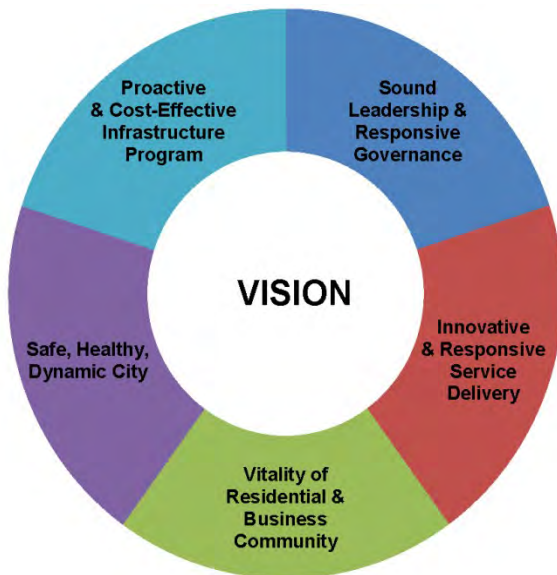 Proactive
& Cost-Effective
Infrastructure
Program
Sound
Leadership &
Responsive
Governance
VISION
Safe, Healthy,
Dynamic City
Innovative
& Responsive
Service
Delivery
Vitality of
Residential &
Business
Community